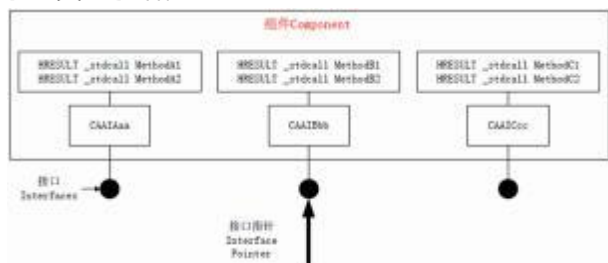 组件Component
HRESULT _stdcall MethodA1
HRESULT _stdcall MethodA2
HRESULT _stdcall MethodB1
HRESULT _stdcall MethodB2
HRESULT _stdcall MethodC1
HRESULT _stdcall MethodC2
CAAIAaa
CAAIBbb
CAAICcc
接口
Interfaces
接口指针
Interface
Pointer